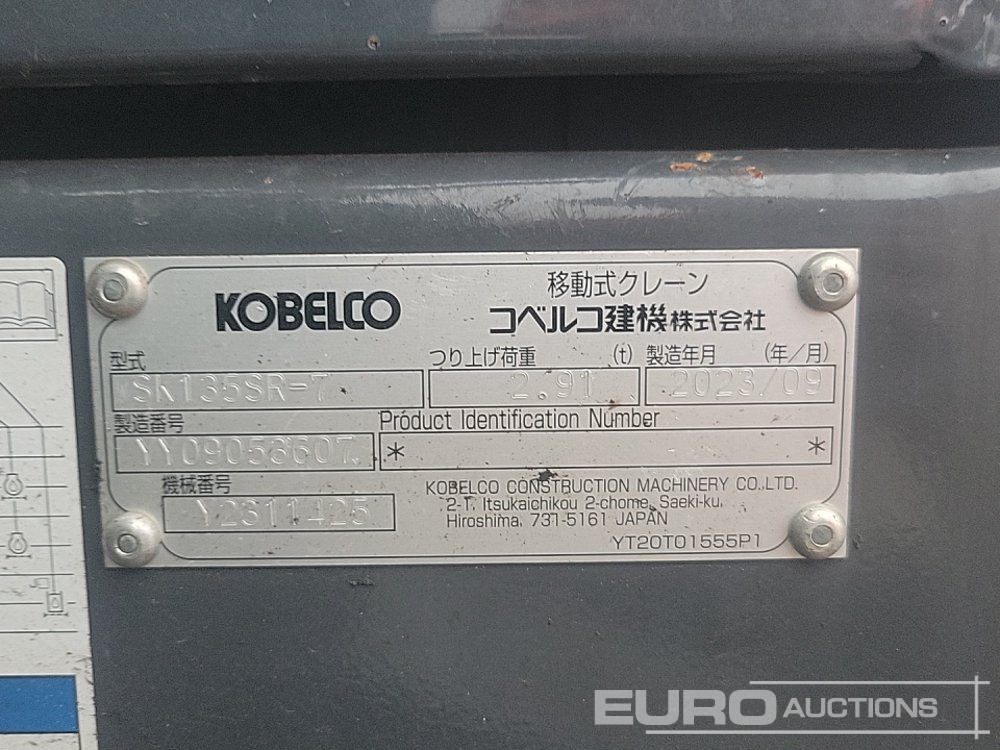 KOBELCO
移動式クレーン
コベルコ建機株式会社
型式
SK135SR-7
つり上げ荷重 (t)
2.91
製造年月 (年/月)
2023/09
製造番号
YY09056607
Product Identification Number
* *
機械番号
Y2311425
KOBELCO CONSTRUCTION MACHINERY CO.,LTD.
2-1, Itsukaichikou 2-chome, Saeki-ku,
Hiroshima, 731-5161 JAPAN
YT20T01555P1
EURO AUCTIONS